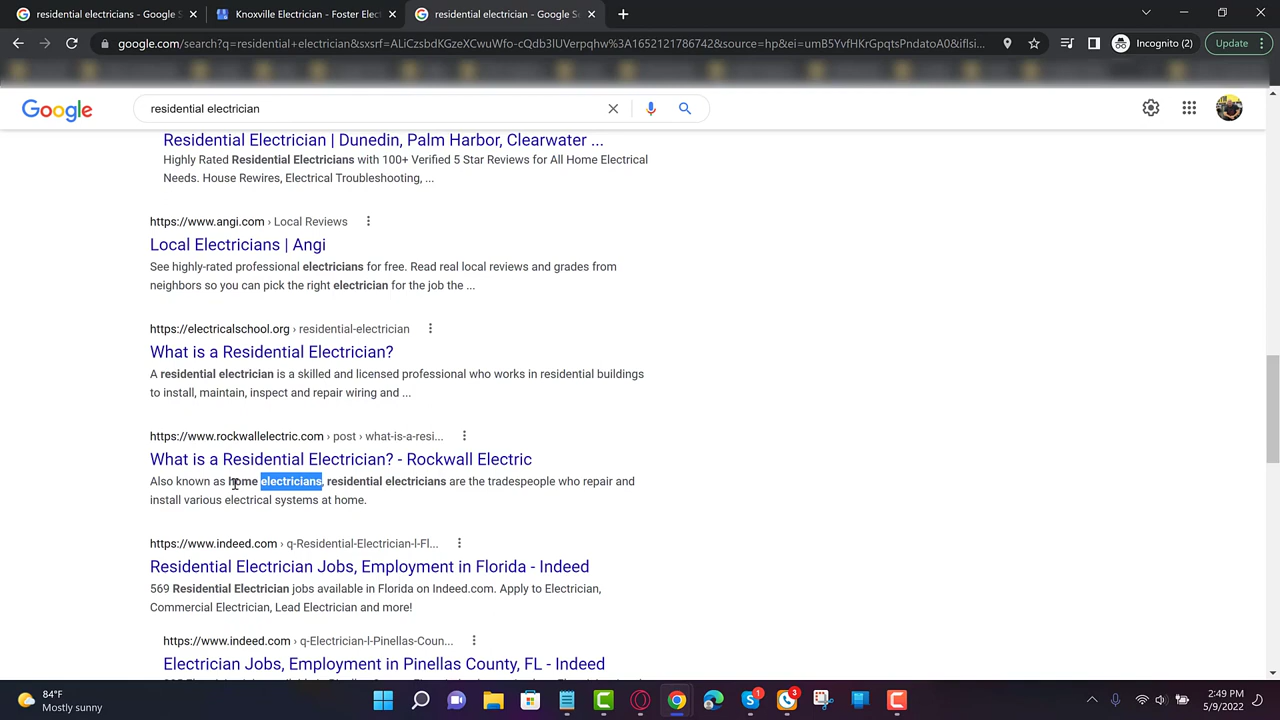 residential electricians - Google S
Knoxville Electrician - Foster Elect
residential electrician - Google Se
google.com/search?q=residential+electrician&sxsrf=ALiCzsbdKGzeXCwuWfo-cQdb3IUVerpqhw%3A1652121786742&source=hp&ei=umB5YvfHKrGpqtsPndatoA0&iflsi...
Incognito (2)
Update
Google
residential electrician
Residential Electrician | Dunedin, Palm Harbor, Clearwater ...
Highly Rated Residential Electricians with 100+ Verified 5 Star Reviews for All Home Electrical
Needs. House Rewires, Electrical Troubleshooting, ...
https://www.angi.com › Local Reviews
Local Electricians | Angi
See highly-rated professional electricians for free. Read real local reviews and grades from
neighbors so you can pick the right electrician for the job the ...
https://electricalschool.org › residential-electrician
What is a Residential Electrician?
A residential electrician is a skilled and licensed professional who works in residential buildings
to install, maintain, inspect and repair wiring and ...
https://www.rockwallelectric.com › post › what-is-a-resi...
What is a Residential Electrician? - Rockwall Electric
Also known as home electricians, residential electricians are the tradespeople who repair and
install various electrical systems at home.
https://www.indeed.com › q-Residential-Electrician-l-Fl...
Residential Electrician Jobs, Employment in Florida - Indeed
569 Residential Electrician jobs available in Florida on Indeed.com. Apply to Electrician,
Commercial Electrician, Lead Electrician and more!
https://www.indeed.com › q-Electrician-l-Pinellas-Coun...
Electrician Jobs, Employment in Pinellas County, FL - Indeed
84°F
Mostly sunny
1
3
2:49 PM
5/9/2022